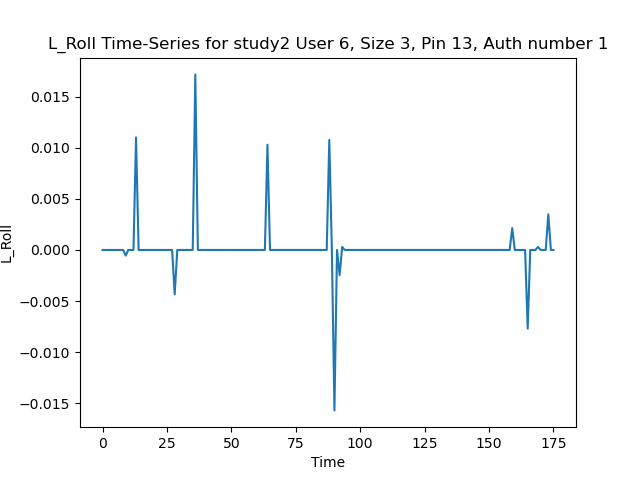 L_Roll Time-Series for study2 User 6, Size 3, Pin 13, Auth number 1
0.015
0.010
0.005
0.000
−0.005
−0.010
−0.015
L_Roll
0 25 50 75 100 125 150 175
Time